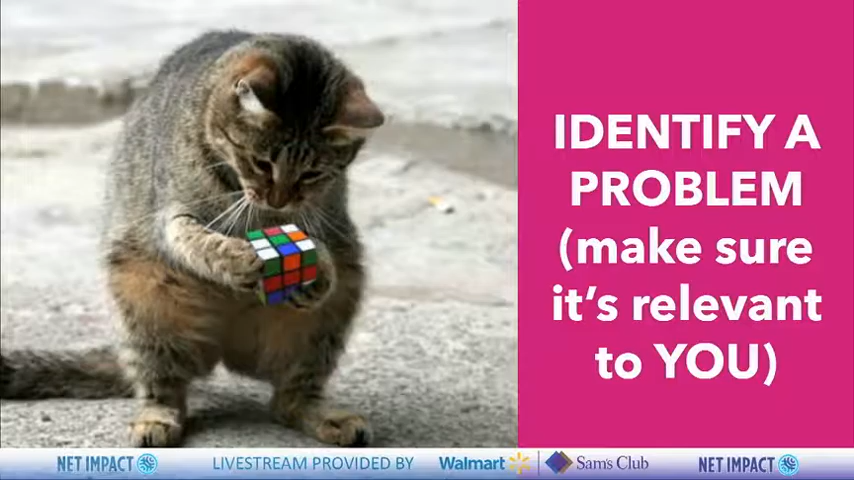 IDENTIFY A
PROBLEM
(make sure
it's relevant
to YOU)
NET IMPACT LIVESTREAM PROVIDED BY Walmart Sam's Club NET IMPACT